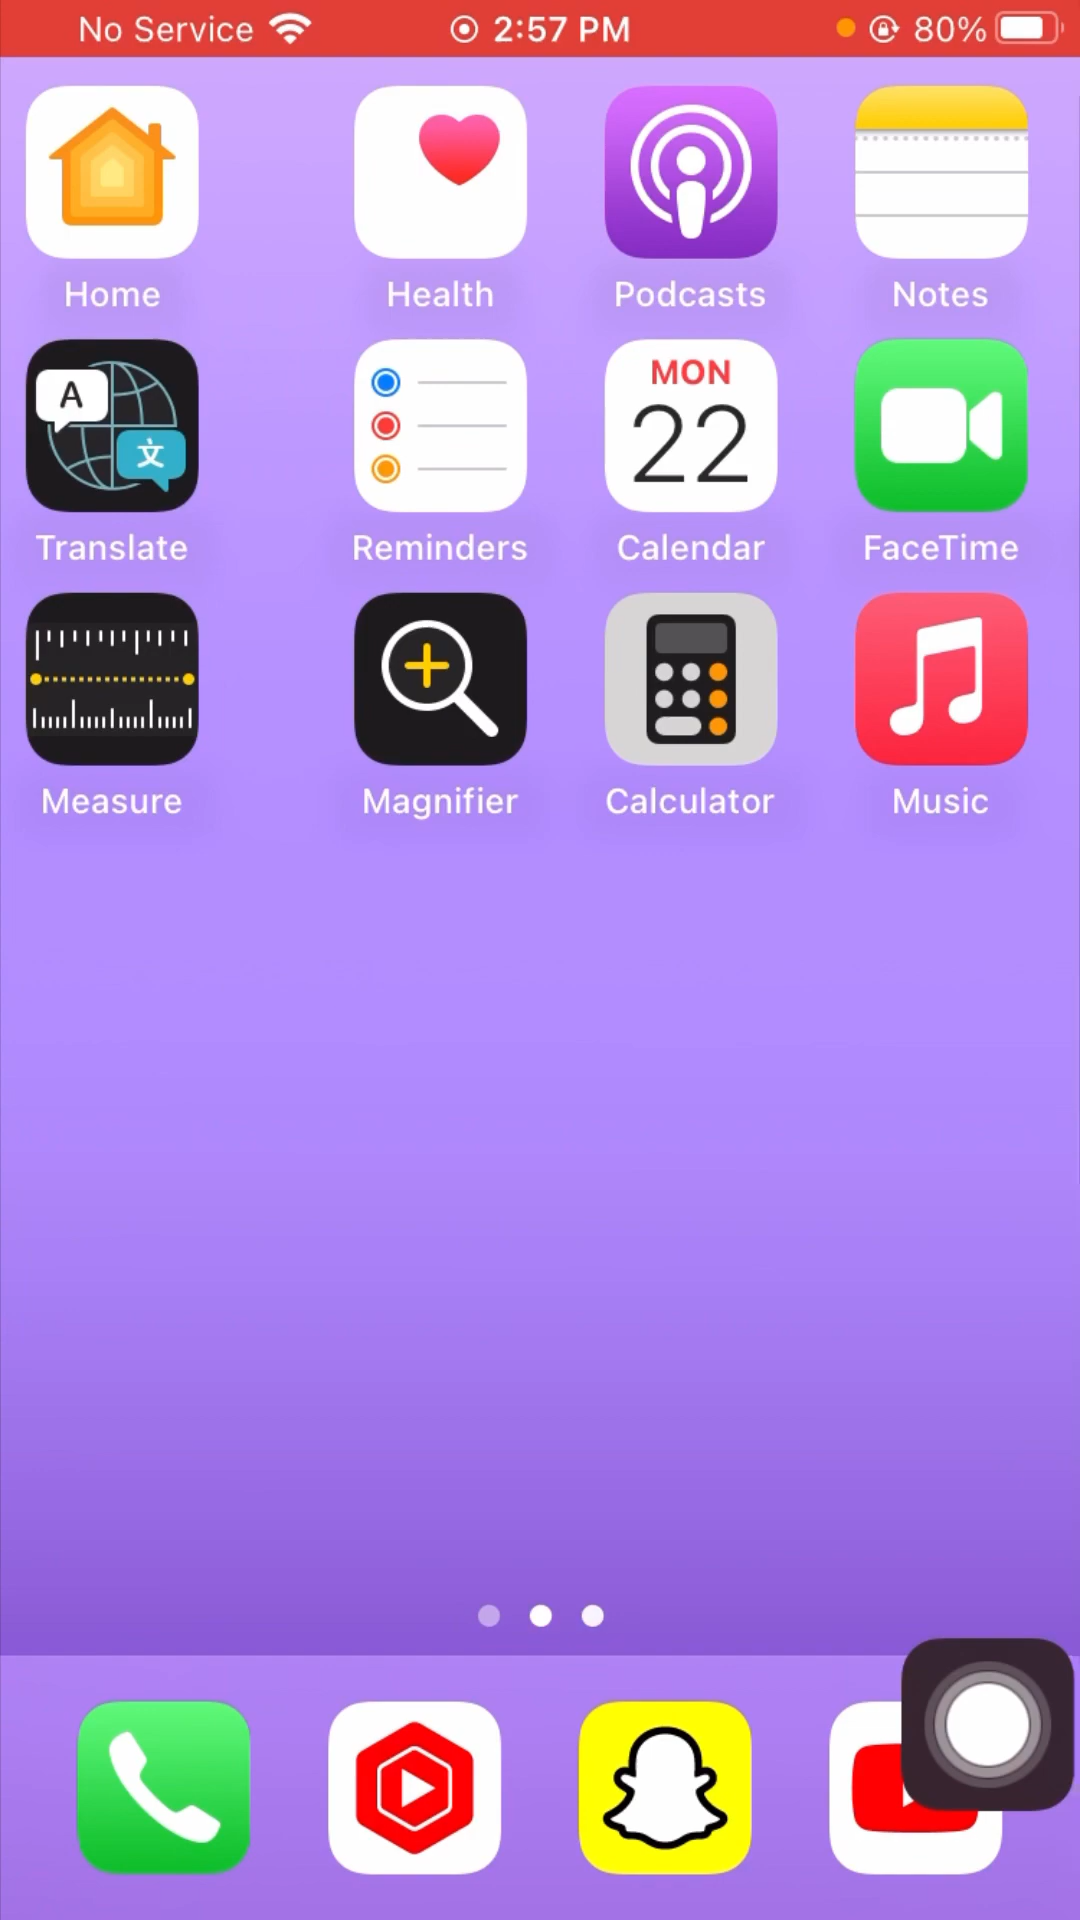 No Service 2:57 PM 80%
Home Health Podcasts Notes
A 文
MON
22
Translate Reminders Calendar FaceTime
Measure Magnifier Calculator Music